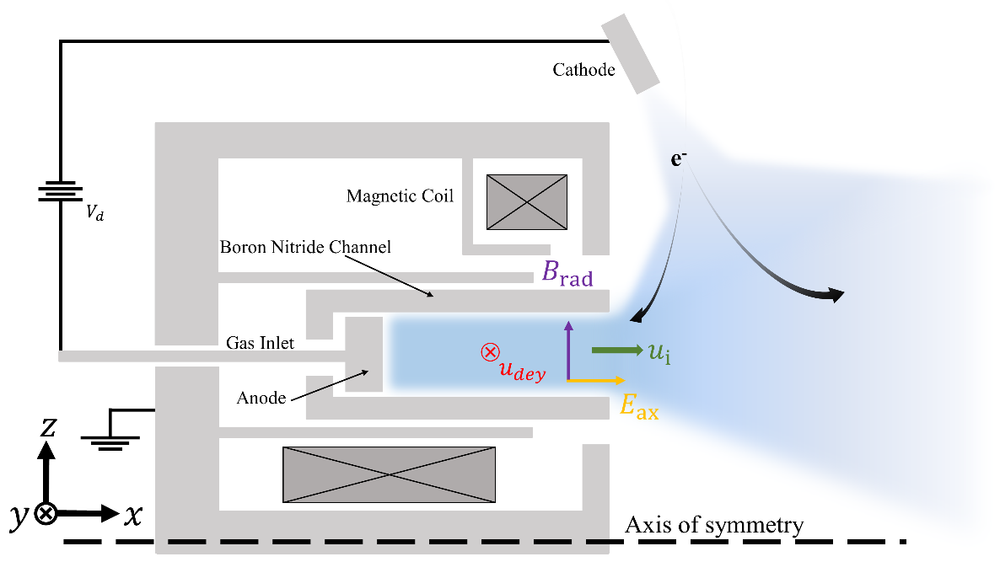 Cathode
e-
V_d
Magnetic Coil
Boron Nitride Channel
B_rad
Gas Inlet
u_i
u_dey
Anode
E_ax
z
y
x
Axis of symmetry